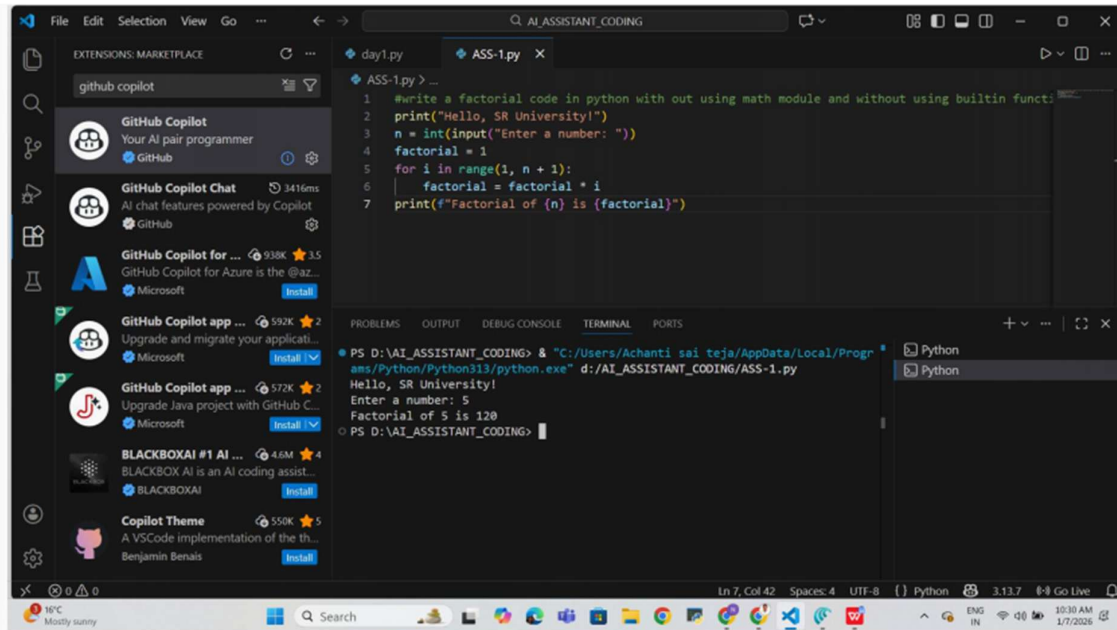 File Edit Selection View Go ... AI_ASSISTANT_CODING
EXTENSIONS: MARKETPLACE
github copilot
GitHub Copilot
Your AI pair programmer
GitHub
GitHub Copilot Chat 3416ms
AI chat features powered by Copilot
GitHub
GitHub Copilot for ... 938K 3.5
GitHub Copilot for Azure is the @az...
Microsoft Install
GitHub Copilot app ... 592K 2
Upgrade and migrate your applicati...
Microsoft Install
GitHub Copilot app ... 572K 2
Upgrade Java project with GitHub C...
Microsoft Install
BLACKBOXAI #1 AI ... 4.6M 4
BLACKBOX AI is an AI coding assist...
BLACKBOXAI Install
Copilot Theme 550K 5
A VSCode implementation of the th...
Benjamin Benais Install
day1.py ASS-1.py
ASS-1.py > ...
1 #write a factorial code in python with out using math module and without using builtin functi
2 print("Hello, SR University!")
3 n = int(input("Enter a number: "))
4 factorial = 1
5 for i in range(1, n + 1):
6 factorial = factorial * i
7 print(f"Factorial of {n} is {factorial}")
PROBLEMS OUTPUT DEBUG CONSOLE TERMINAL PORTS
PS D:\AI_ASSISTANT_CODING> & "C:/Users/Achanti sai teja/AppData/Local/Progr
ams/Python/Python313/python.exe" d:/AI_ASSISTANT_CODING/ASS-1.py
Hello, SR University!
Enter a number: 5
Factorial of 5 is 120
PS D:\AI_ASSISTANT_CODING>
Python
Python
0 0 Ln 7, Col 42 Spaces: 4 UTF-8 {} Python 3.13.7 Go Live
3
16°C
Mostly sunny
Search
ENG
IN
10:30 AM
1/7/2026